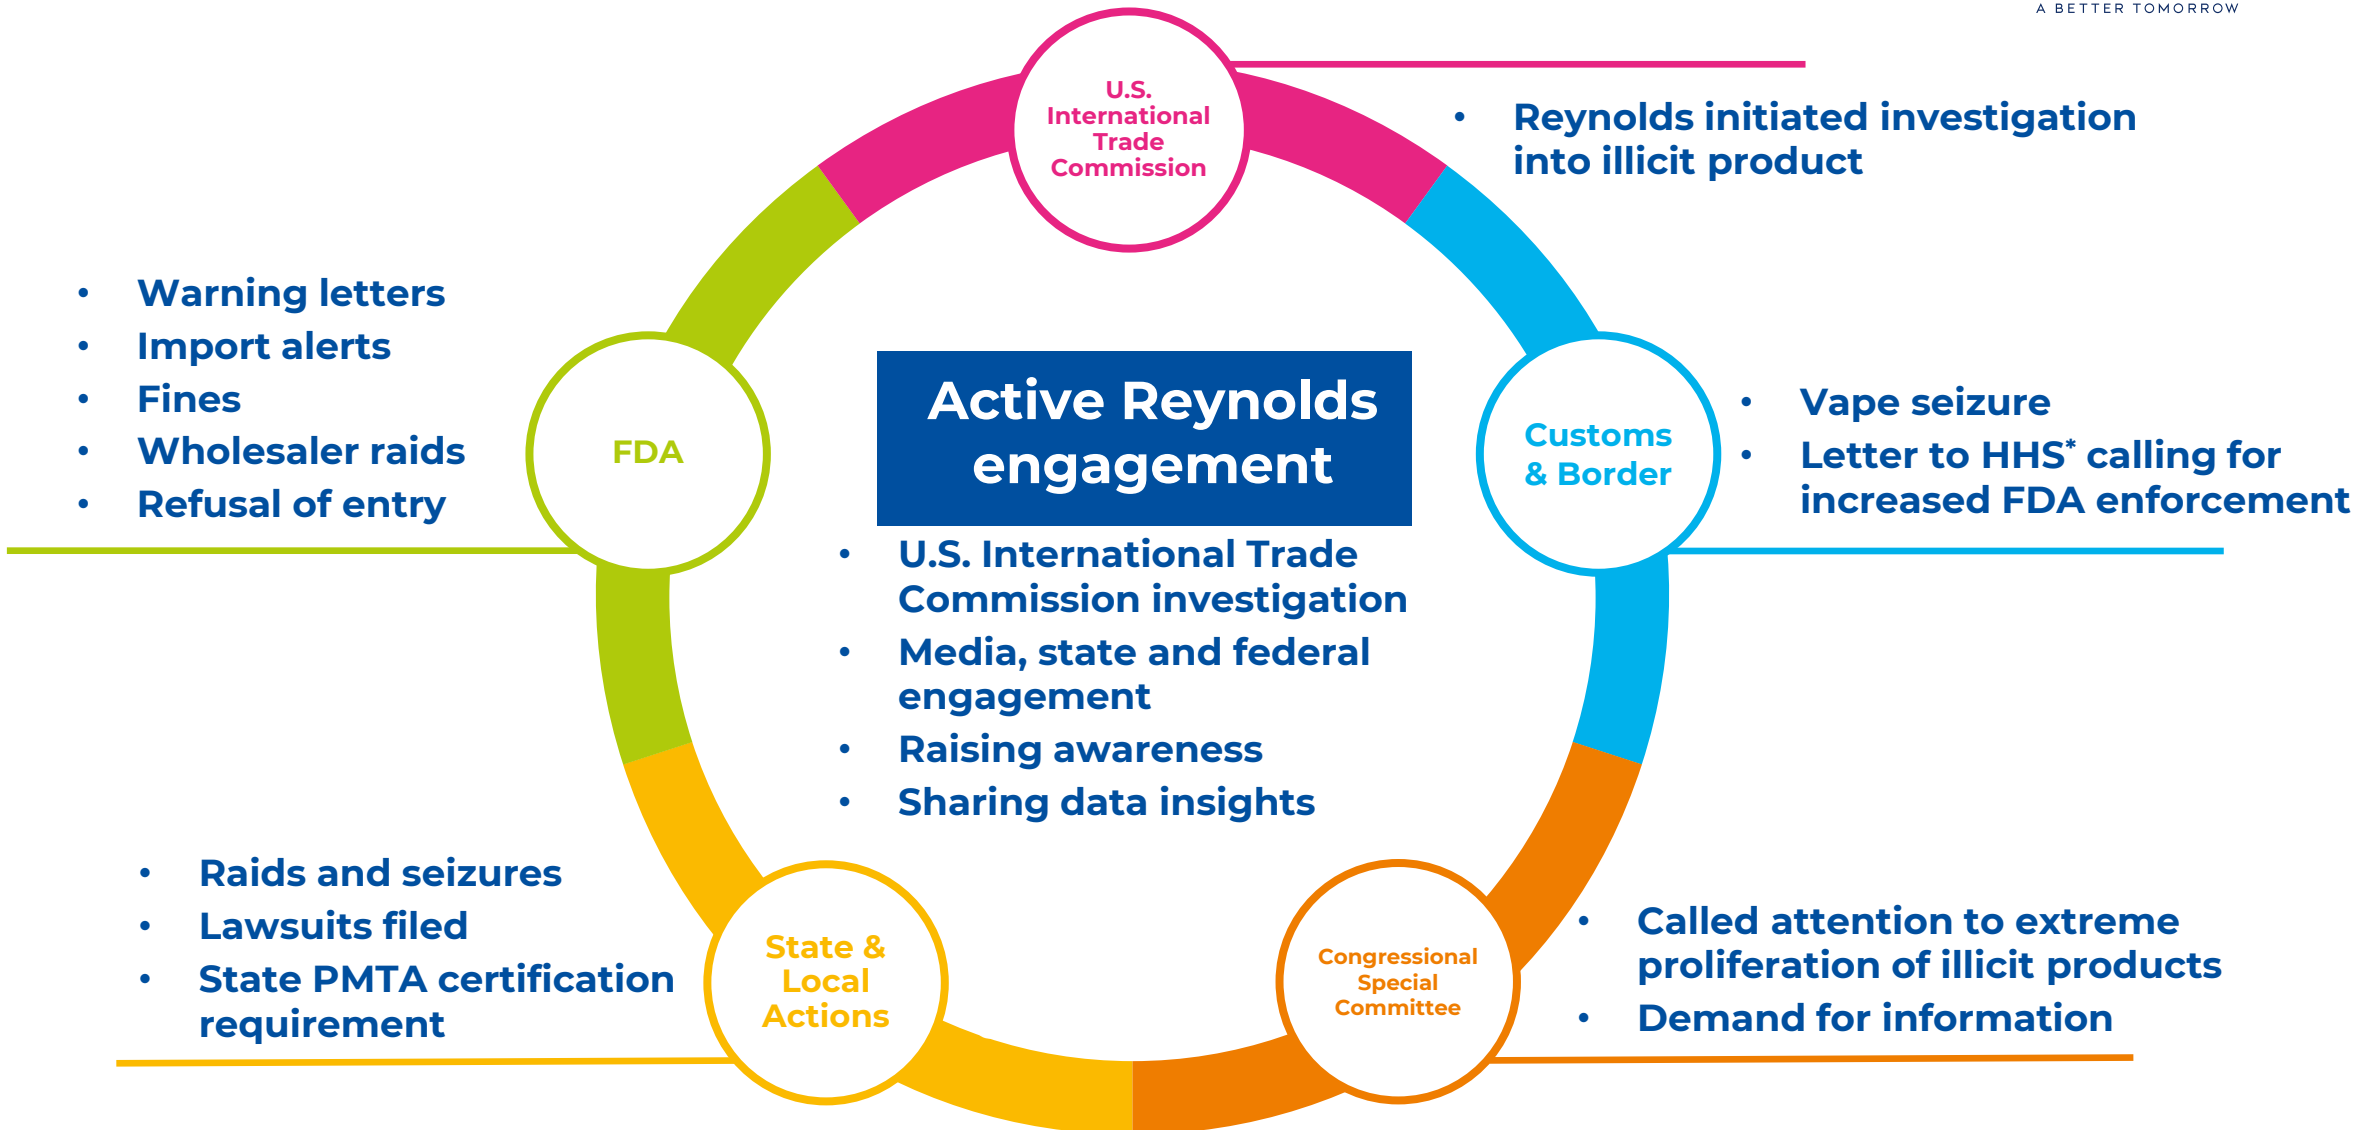 A BETTER TOMORROW
U.S.
International
Trade
Commission
• Reynolds initiated investigation
into illicit product
• Warning letters
• Import alerts
• Fines
• Wholesaler raids
• Refusal of entry
FDA
Active Reynolds
engagement
• U.S. International Trade
Commission investigation
• Media, state and federal
engagement
• Raising awareness
• Sharing data insights
Customs
& Border
• Vape seizure
• Letter to HHS* calling for
increased FDA enforcement
• Raids and seizures
• Lawsuits filed
• State PMTA certification
requirement
State &
Local
Actions
Congressional
Special
Committee
• Called attention to extreme
proliferation of illicit products
• Demand for information